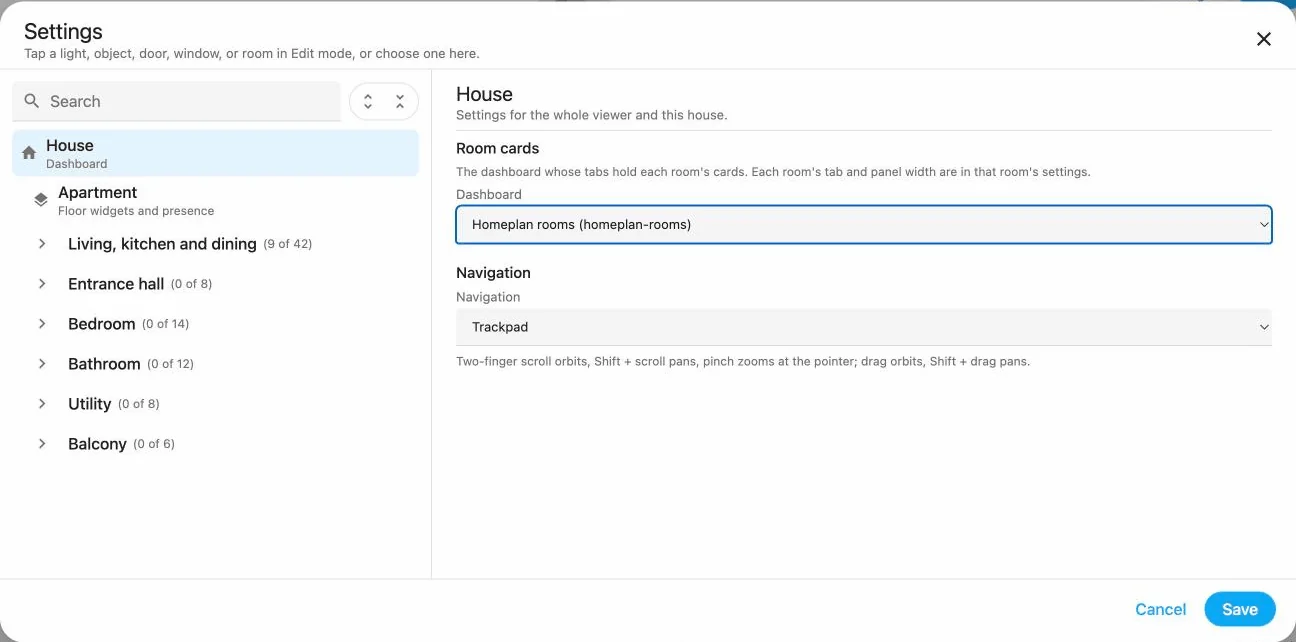 Settings
Tap a light, object, door, window, or room in Edit mode, or choose one here.
Search
House
Dashboard
Apartment
Floor widgets and presence
Living, kitchen and dining (9 of 42)
Entrance hall (0 of 8)
Bedroom (0 of 14)
Bathroom (0 of 12)
Utility (0 of 8)
Balcony (0 of 6)
House
Settings for the whole viewer and this house.
Room cards
The dashboard whose tabs hold each room's cards. Each room's tab and panel width are in that room's settings.
Dashboard
Homeplan rooms (homeplan-rooms)
Navigation
Navigation
Trackpad
Two-finger scroll orbits, Shift + scroll pans, pinch zooms at the pointer; drag orbits, Shift + drag pans.
Cancel
Save